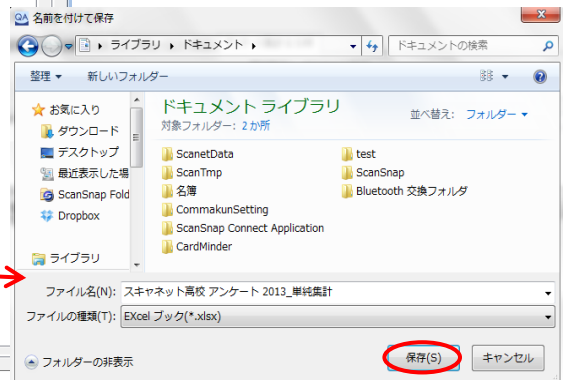 QA 名前を付けて保存
ライブラリ ▸ ドキュメント ▸
ドキュメントの検索
整理 ▼ 新しいフォルダー
お気に入り
ダウンロード
デスクトップ
最近表示した場
ScanSnap Fold
Dropbox
ライブラリ
ドキュメント ライブラリ
対象フォルダー: 2 か所
並べ替え: フォルダー ▼
ScanetData
ScanTmp
名簿
CommakunSetting
ScanSnap Connect Application
CardMinder
test
ScanSnap
Bluetooth 交換フォルダ
ファイル名(N): スキャネット高校 アンケート 2013_単純集計
ファイルの種類(T): EXcel ブック(*.xlsx)
フォルダーの非表示
保存(S)
キャンセル